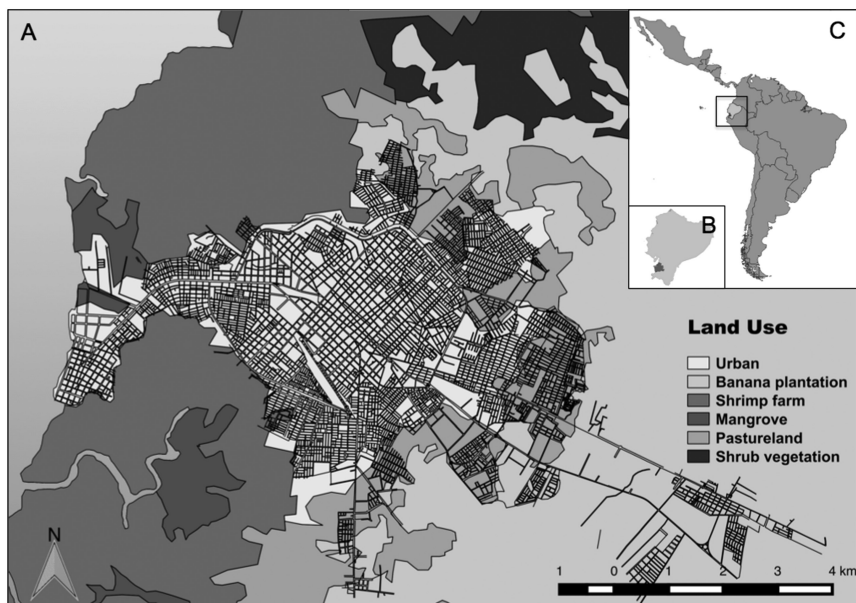 A
C
B
Land Use
Urban
Banana plantation
Shrimp farm
Mangrove
Pastureland
Shrub vegetation
N
1 0 1 2 3 4 km